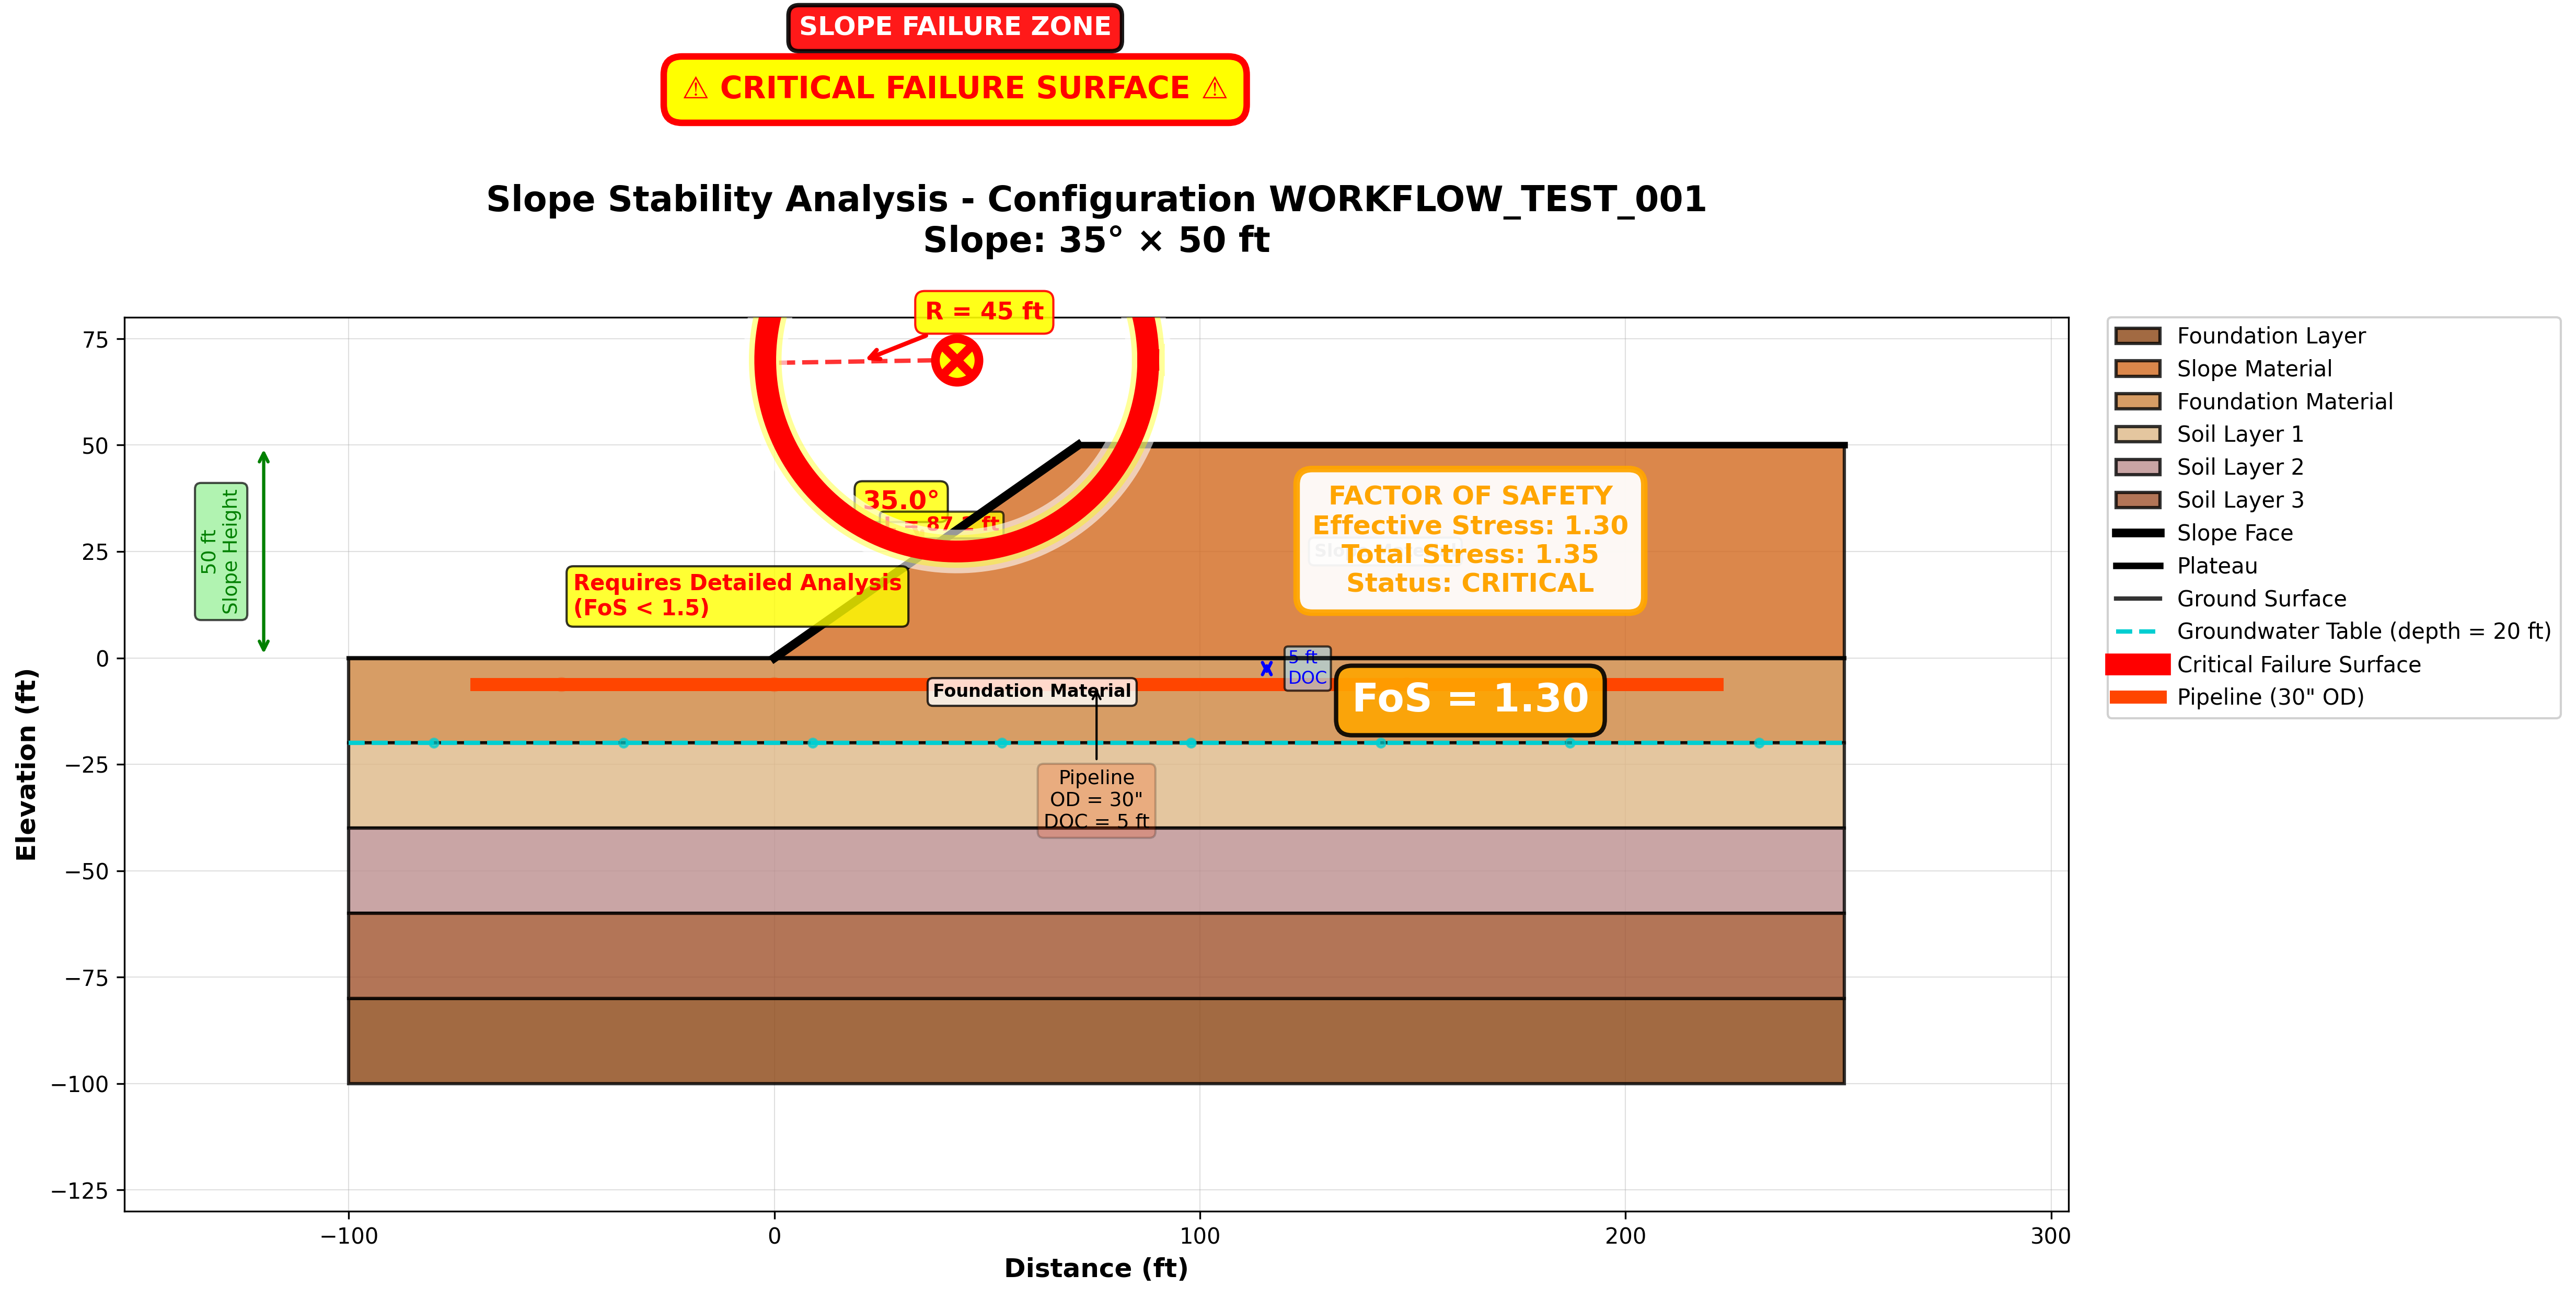 SLOPE FAILURE ZONE
⚠ CRITICAL FAILURE SURFACE ⚠
Slope Stability Analysis - Configuration WORKFLOW_TEST_001
Slope: 35° × 50 ft
R = 45 ft
35.0°
= 87.2 ft
50 ft
Slope Height
Requires Detailed Analysis
(FoS < 1.5)
FACTOR OF SAFETY
Effective Stress: 1.30
Total Stress: 1.35
Status: CRITICAL
5 ft
DOC
Foundation Material
FoS = 1.30
Pipeline
OD = 30"
DOC = 5 ft
75
50
25
0
−25
−50
−75
−100
−125
Elevation (ft)
−100
0
100
200
300
Distance (ft)
Foundation Layer
Slope Material
Foundation Material
Soil Layer 1
Soil Layer 2
Soil Layer 3
Slope Face
Plateau
Ground Surface
Groundwater Table (depth = 20 ft)
Critical Failure Surface
Pipeline (30" OD)